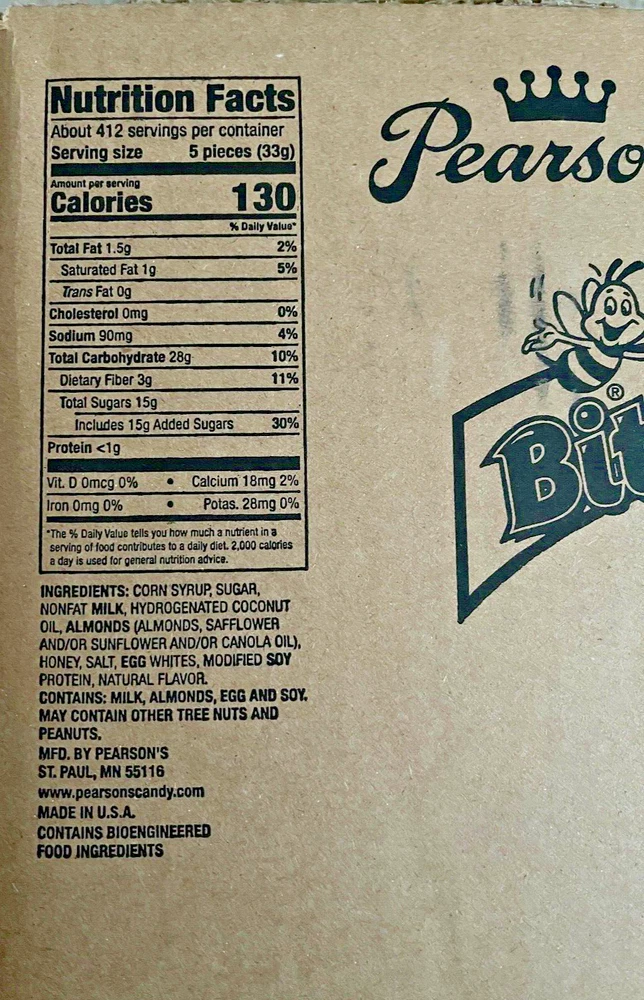 Nutrition Facts
About 412 servings per container
Serving size 5 pieces (33g)
Amount per serving
Calories 130
% Daily Value*
Total Fat 1.5g 2%
Saturated Fat 1g 5%
Trans Fat 0g
Cholesterol 0mg 0%
Sodium 90mg 4%
Total Carbohydrate 28g 10%
Dietary Fiber 3g 11%
Total Sugars 15g
Includes 15g Added Sugars 30%
Protein <1g
Vit. D 0mcg 0% • Calcium 18mg 2%
Iron 0mg 0% • Potas. 28mg 0%
*The % Daily Value tells you how much a nutrient in a
serving of food contributes to a daily diet. 2,000 calories
a day is used for general nutrition advice.
INGREDIENTS: CORN SYRUP, SUGAR,
NONFAT MILK, HYDROGENATED COCONUT
OIL, ALMONDS (ALMONDS, SAFFLOWER
AND/OR SUNFLOWER AND/OR CANOLA OIL),
HONEY, SALT, EGG WHITES, MODIFIED SOY
PROTEIN, NATURAL FLAVOR.
CONTAINS: MILK, ALMONDS, EGG AND SOY.
MAY CONTAIN OTHER TREE NUTS AND
PEANUTS.
MFD. BY PEARSON'S
ST. PAUL, MN 55116
www.pearsonscandy.com
MADE IN U.S.A.
CONTAINS BIOENGINEERED
FOOD INGREDIENTS
Pearso
®
Bit